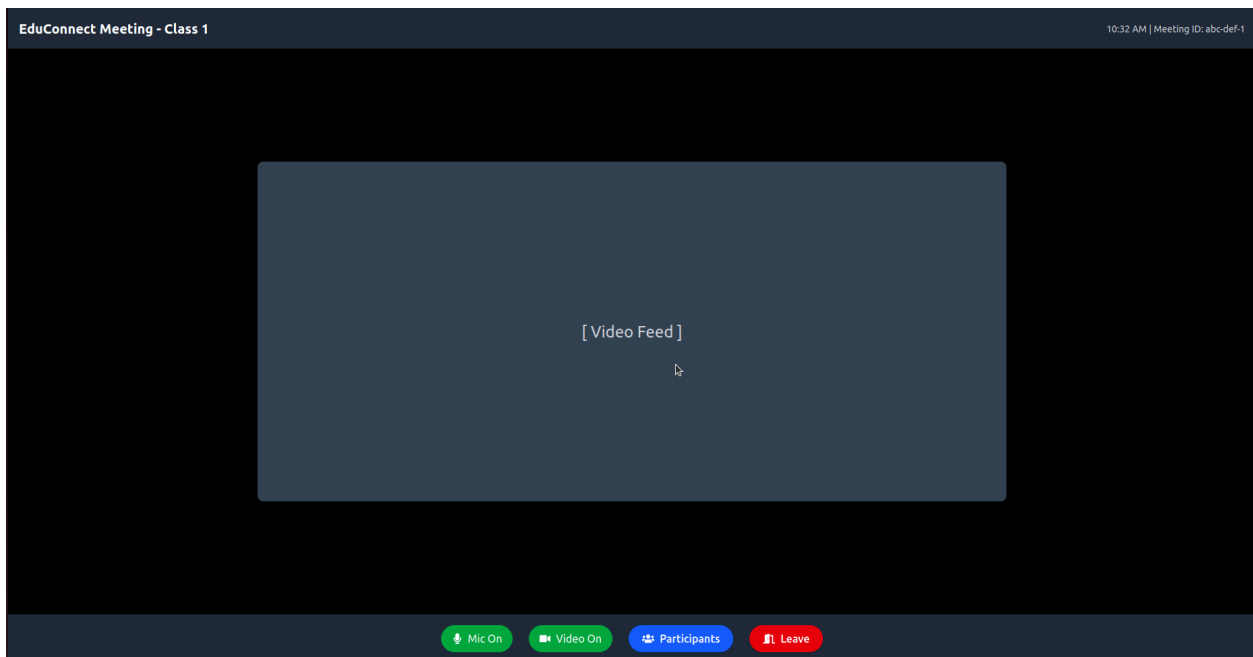 EduConnect Meeting - Class 1
10:32 AM | Meeting ID: abc-def-1
[ Video Feed ]
Mic On
Video On
Participants
Leave